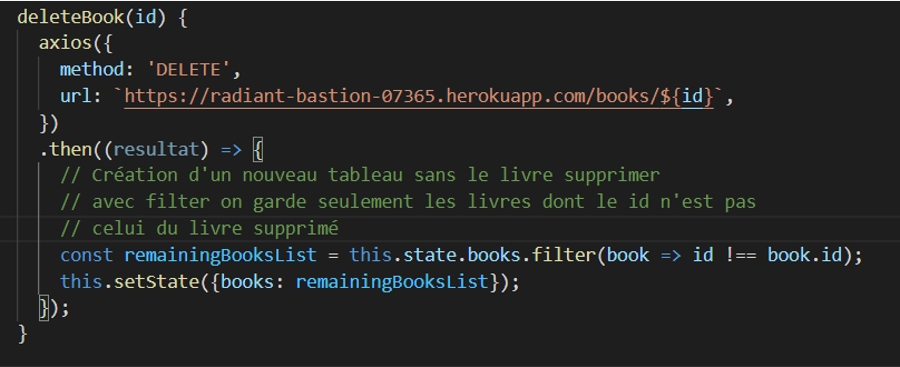 deleteBook(id) {
axios({
method: 'DELETE',
url: `https://radiant-bastion-07365.herokuapp.com/books/${id}`,
})
.then((resultat) => {
// Création d'un nouveau tableau sans le livre supprimer
// avec filter on garde seulement les livres dont le id n'est pas
// celui du livre supprimé
const remainingBooksList = this.state.books.filter(book => id !== book.id);
this.setState({books: remainingBooksList});
});
}